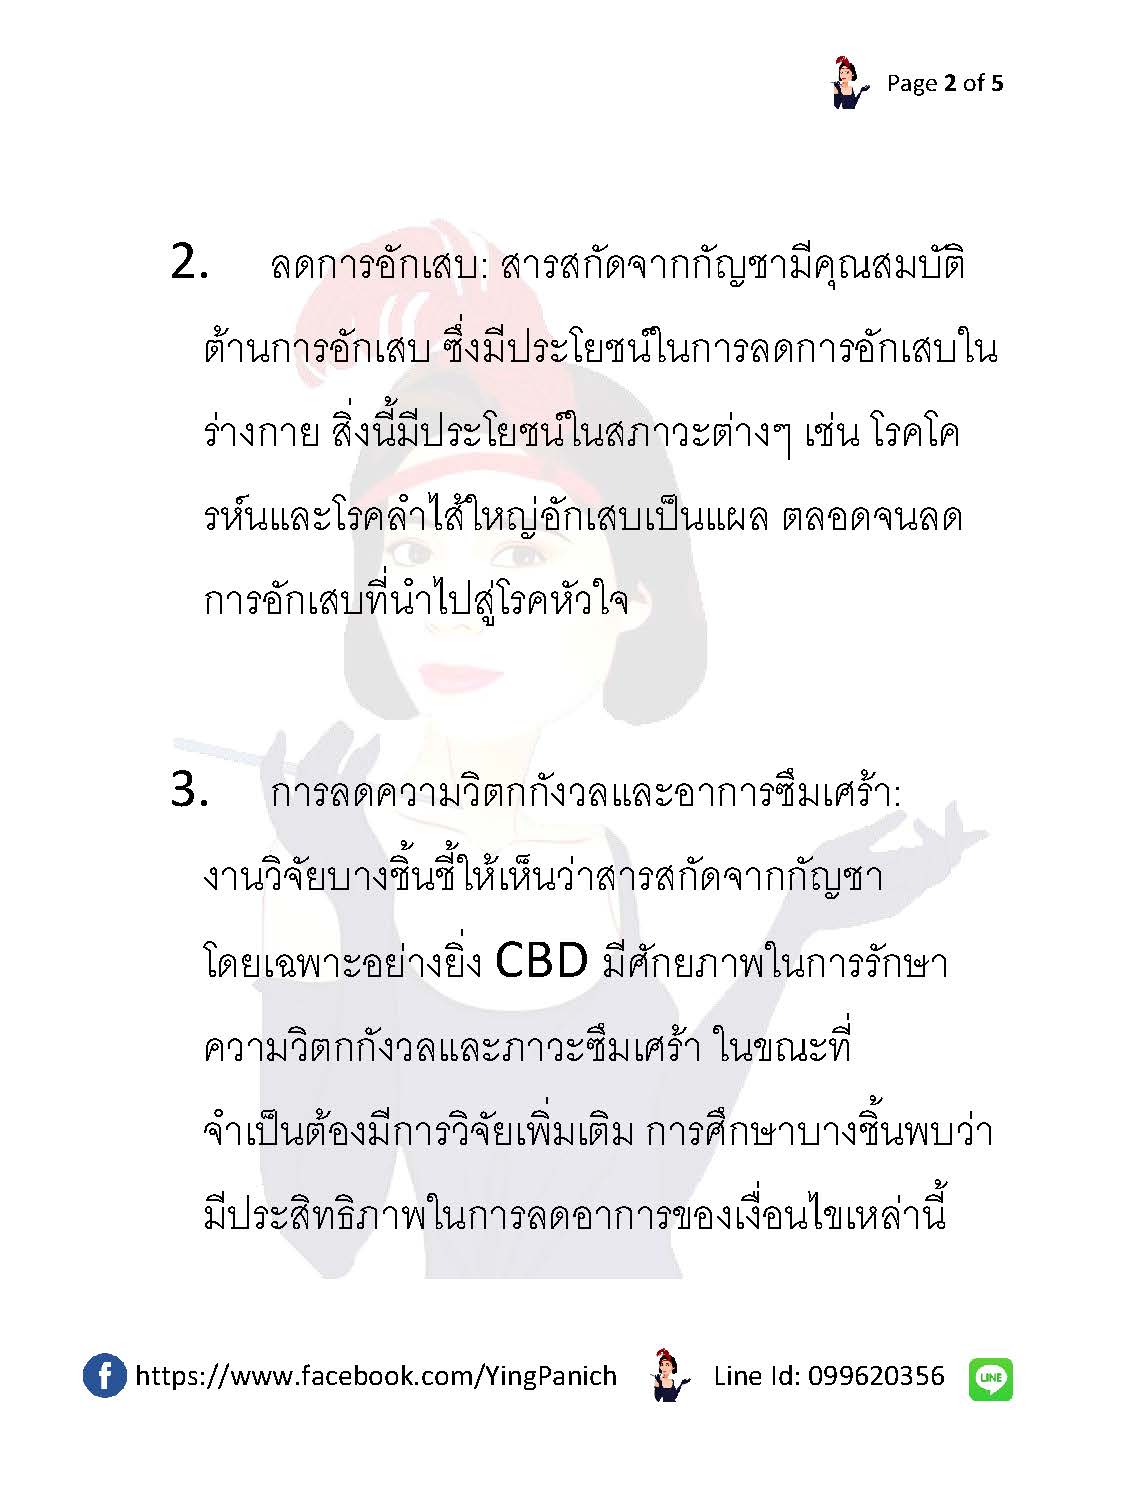 Page 2 of 5
2. ลดการอักเสบ: สารสกัดจากกัญชามีคุณสมบัติ
ต้านการอักเสบ ซึ่งมีประโยชน์ในการลดการอักเสบใน
ร่างกาย สิ่งนี้มีประโยชน์ในสภาวะต่างๆ เช่น โรคโค
รห์นและโรคลำไส้ใหญ่อักเสบเป็นแผล ตลอดจนลด
การอักเสบที่นำไปสู่โรคหัวใจ
3. การลดความวิตกกังวลและอาการซึมเศร้า:
งานวิจัยบางชิ้นชี้ให้เห็นว่าสารสกัดจากกัญชา
โดยเฉพาะอย่างยิ่ง CBD มีศักยภาพในการรักษา
ความวิตกกังวลและภาวะซึมเศร้า ในขณะที่
จำเป็นต้องมีการวิจัยเพิ่มเติม การศึกษาบางชิ้นพบว่า
มีประสิทธิภาพในการลดอาการของเงื่อนไขเหล่านี้
f https://www.facebook.com/YingPanich Line Id: 099620356 LINE